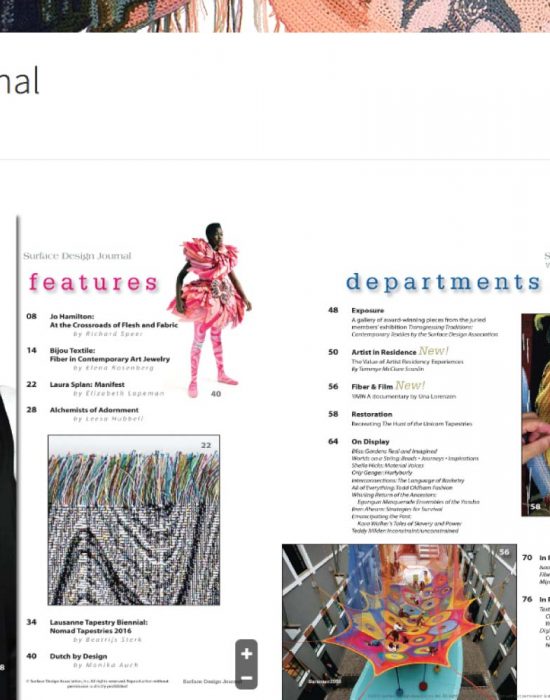 nal
Surface Design Journal
features
08 Jo Hamilton:
At the Crossroads of Flesh and Fabric
by Richard Speer
14 Bijou Textile:
Fiber in Contemporary Art Jewelry
by Elena Rosenberg
22 Laura Splan: Manifest
by Elizabeth Lopeman
28 Alchemists of Adornment
by Leesa Hubbell
40
22
34 Lausanne Tapestry Biennial:
Nomad Tapestries 2016
by Beatrijs Sterk
40 Dutch by Design
by Monika Auch
© Surface Design Association, Inc. All rights reserved. Reproduction without
permission is strictly prohibited.
Surface Design Journal
8
+
−
departments
48 Exposure
A gallery of award-winning pieces from the juried
members' exhibition Transgressing Traditions:
Contemporary Textiles by the Surface Design Association
50 Artist in Residence New!
The Value of Artist Residency Experiences
By Tammye McClure Scanlin
56 Fiber & Film New!
YARN A documentary by Una Lorenzen
58 Restoration
Recreating The Hunt of the Unicorn Tapestries
64 On Display
Bliss: Gardens Real and Imagined
Worlds on a String: Beads • Journeys • Inspirations
Sheila Hicks: Material Voices
Orly Genger: Hurlyburly
Interconnections: The Language of Basketry
All of Everything: Todd Oldham Fashion
Whirling Return of the Ancestors:
Egungun Masquerade Ensembles of the Yoruba
Bren Ahearn: Strategies for Survival
Emancipating the Past:
Kara Walker's Tales of Slavery and Power
Teddy Milder: Inconstraint/unconstrained
56
Summer2016
58
70 In
76 In